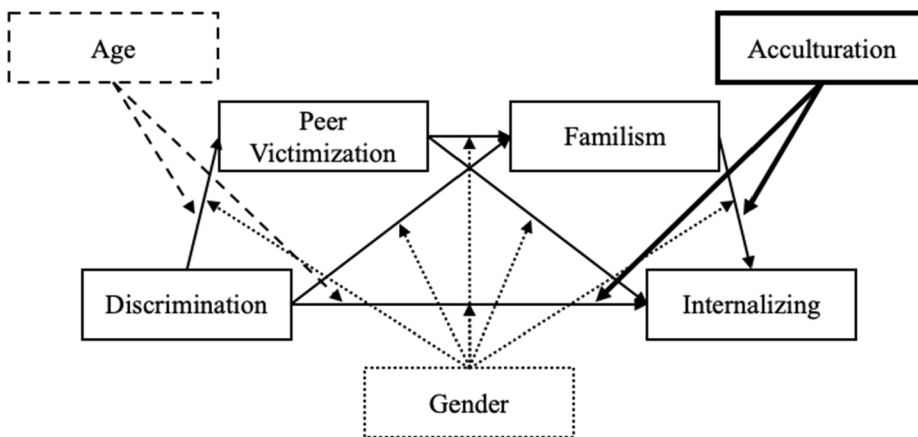 Age
Acculturation
Peer
Victimization
Familism
Discrimination
Internalizing
Gender